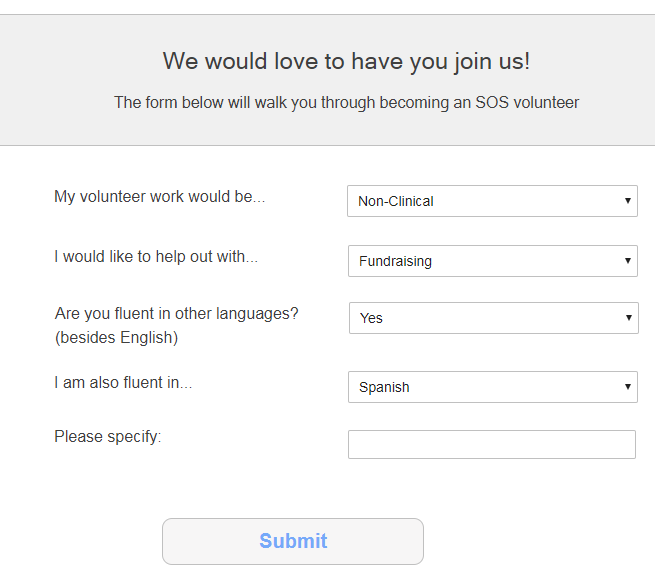 We would love to have you join us!
The form below will walk you through becoming an SOS volunteer
My volunteer work would be...
Non-Clinical
I would like to help out with...
Fundraising
Are you fluent in other languages?
(besides English)
Yes
I am also fluent in...
Spanish
Please specify:
Submit